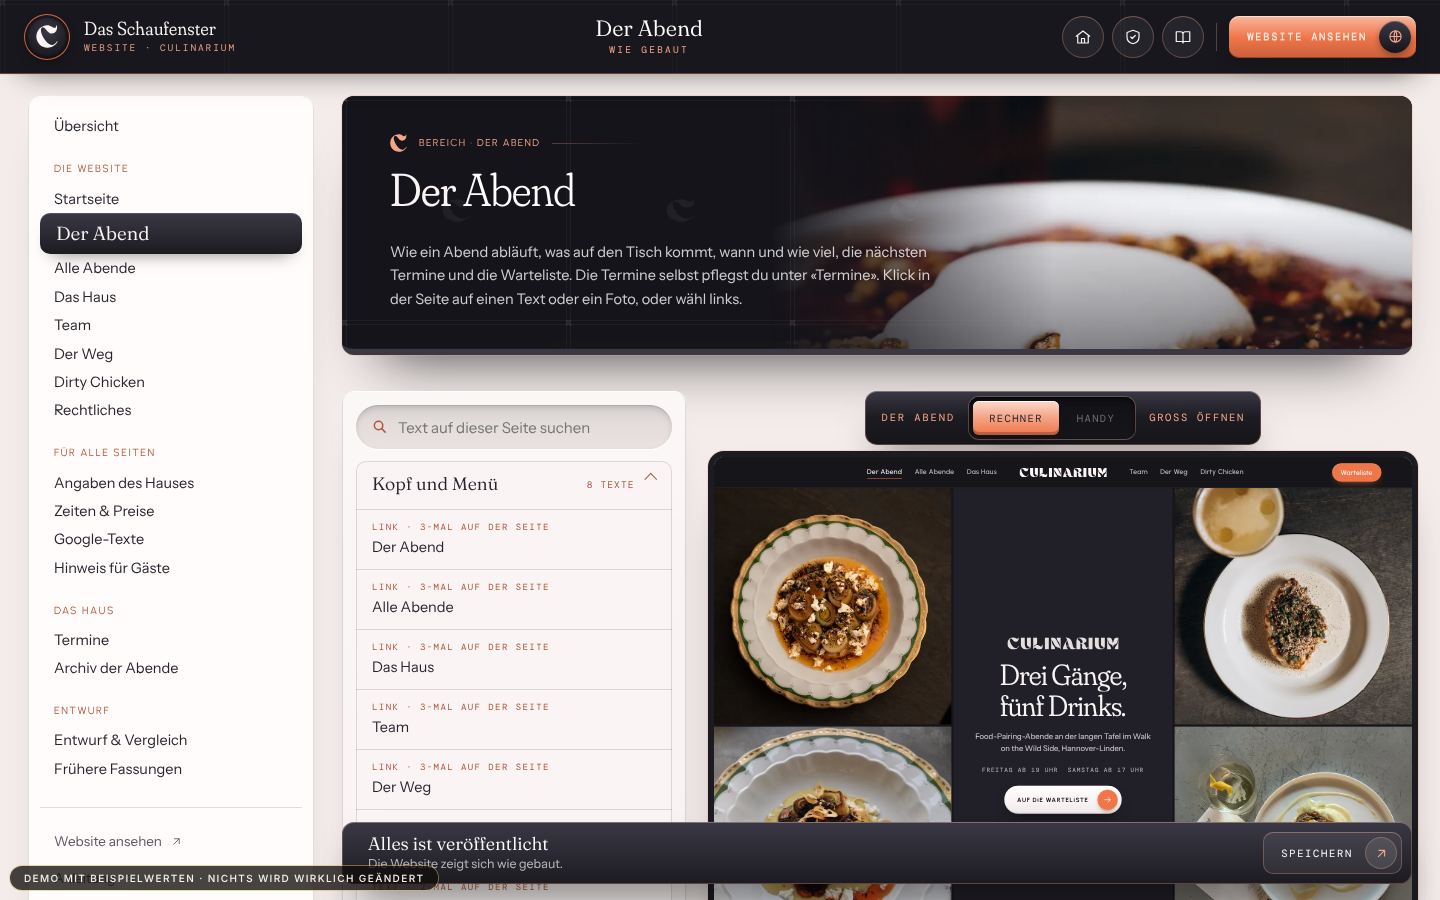 Das Schaufenster
WEBSITE · CULINARIUM
Der Abend
WIE GEBAUT
WEBSITE ANSEHEN
Übersicht
DIE WEBSITE
Startseite
Der Abend
Alle Abende
Das Haus
Team
Der Weg
Dirty Chicken
Rechtliches
FÜR ALLE SEITEN
Angaben des Hauses
Zeiten & Preise
Google-Texte
Hinweis für Gäste
DAS HAUS
Termine
Archiv der Abende
ENTWURF
Entwurf & Vergleich
Frühere Fassungen
Website ansehen
BEREICH · DER ABEND
Der Abend
Wie ein Abend abläuft, was auf den Tisch kommt, wann und wie viel, die nächsten
Termine und die Warteliste. Die Termine selbst pflegst du unter «Termine». Klick in
der Seite auf einen Text oder ein Foto, oder wähl links.
Text auf dieser Seite suchen
Kopf und Menü
8 TEXTE
LINK · 3-MAL AUF DER SEITE
Der Abend
LINK · 3-MAL AUF DER SEITE
Alle Abende
LINK · 3-MAL AUF DER SEITE
Das Haus
LINK · 3-MAL AUF DER SEITE
Team
LINK · 3-MAL AUF DER SEITE
Der Weg
LINK · 3-MAL AUF DER SEITE
DER ABEND
RECHNER
HANDY
GROSS ÖFFNEN
Der Abend
Alle Abende
Das Haus
CULINARIUM
Team
Der Weg
Dirty Chicken
Warteliste
CULINARIUM
Drei Gänge,
fünf Drinks.
Food-Pairing-Abende an der langen Tafel im Walk
on the Wild Side, Hannover-Linden.
FREITAG AB 19 UHR SAMSTAG AB 17 UHR
AUF DIE WARTELISTE
Alles ist veröffentlicht
Die Website zeigt sich wie gebaut.
SPEICHERN
DEMO MIT BEISPIELWERTEN · NICHTS WIRD WIRKLICH GEÄNDERT